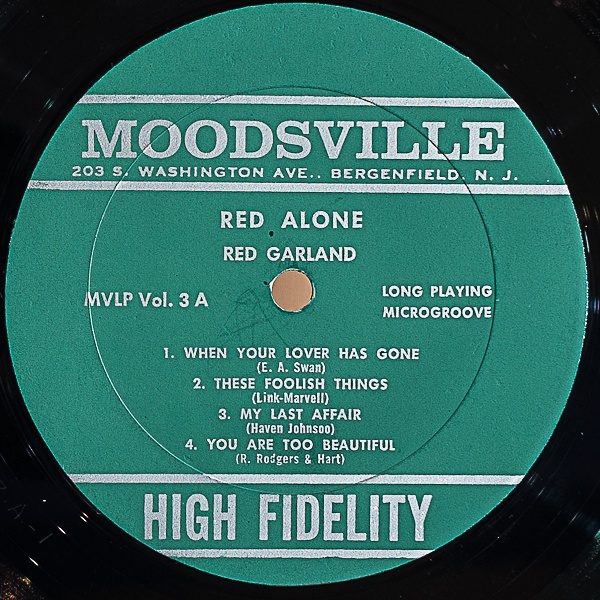 MOODSVILLE
203 S. WASHINGTON AVE.. BERGENFIELD. N. J.
RED ALONE
RED GARLAND
MVLP Vol. 3 A
LONG PLAYING
MICROGROOVE
1. WHEN YOUR LOVER HAS GONE
(E. A. Swan)
2. THESE FOOLISH THINGS
(Link-Marvell)
3. MY LAST AFFAIR
(Haven Johnsoo)
4. YOU ARE TOO BEAUTIFUL
(R. Rodgers & Hart)
HIGH FIDELITY